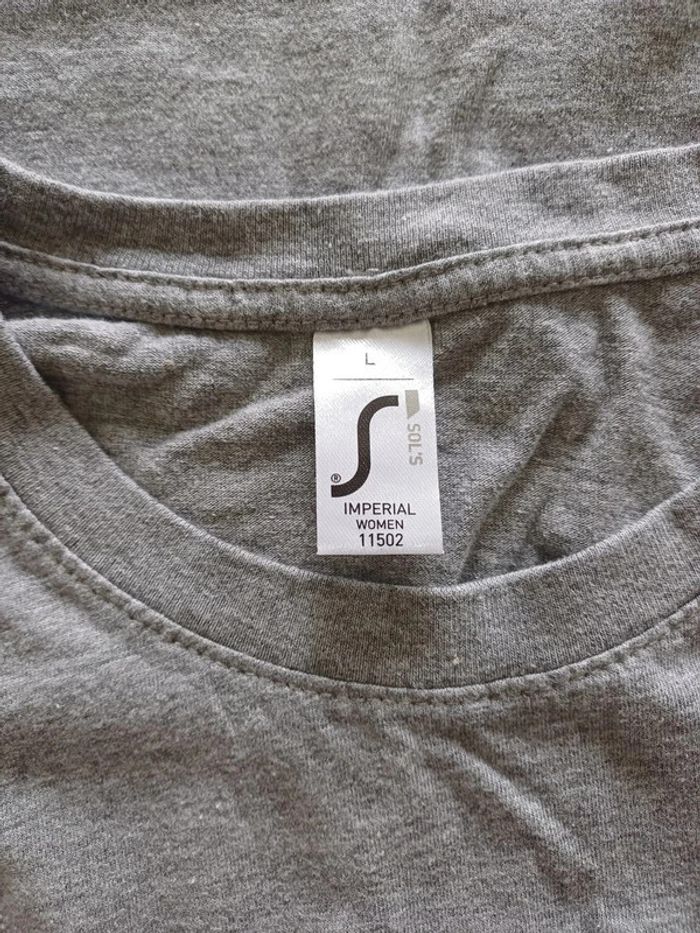 L
SOL'S
®
IMPERIAL
WOMEN
11502